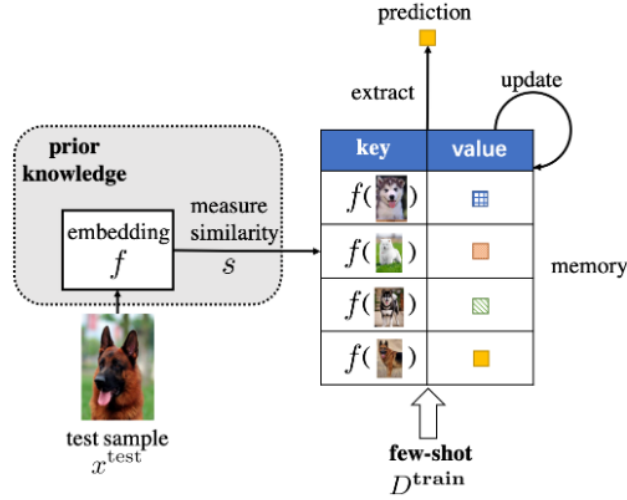 prediction
extract
update
prior
knowledge
key
value
measure
similarity
s
embedding
f
f( )
f( )
f( )
f( )
memory
test sample
x^test
few-shot
D^train